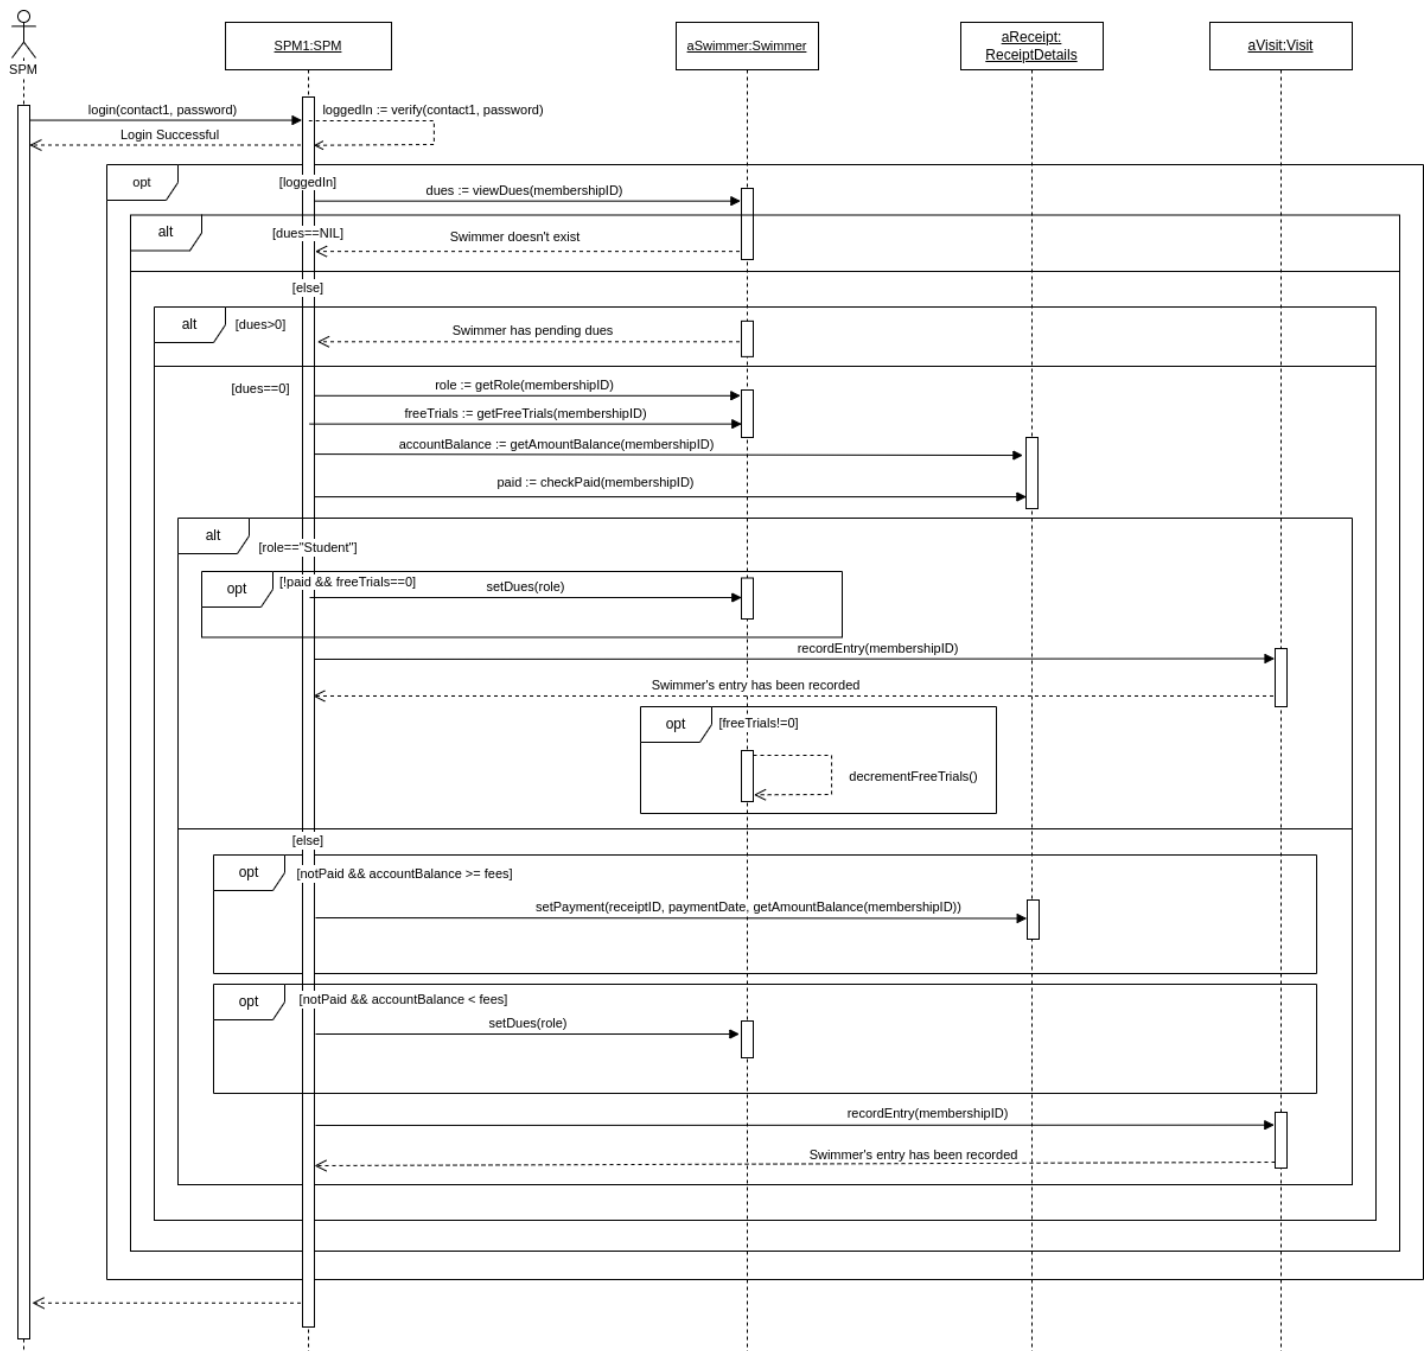 SPM
SPM1:SPM
aSwimmer:Swimmer
aReceipt:
ReceiptDetails
aVisit:Visit
login(contact1, password)
loggedIn := verify(contact1, password)
Login Successful
opt
[loggedIn]
dues := viewDues(membershipID)
alt
[dues==NIL]
Swimmer doesn't exist
[else]
alt
[dues>0]
Swimmer has pending dues
[dues==0]
role := getRole(membershipID)
freeTrials := getFreeTrials(membershipID)
accountBalance := getAmountBalance(membershipID)
paid := checkPaid(membershipID)
alt
[role=="Student"]
opt
[!paid && freeTrials==0]
setDues(role)
recordEntry(membershipID)
Swimmer's entry has been recorded
opt
[freeTrials!=0]
decrementFreeTrials()
[else]
opt
[notPaid && accountBalance >= fees]
setPayment(receiptID, paymentDate, getAmountBalance(membershipID))
opt
[notPaid && accountBalance < fees]
setDues(role)
recordEntry(membershipID)
Swimmer's entry has been recorded